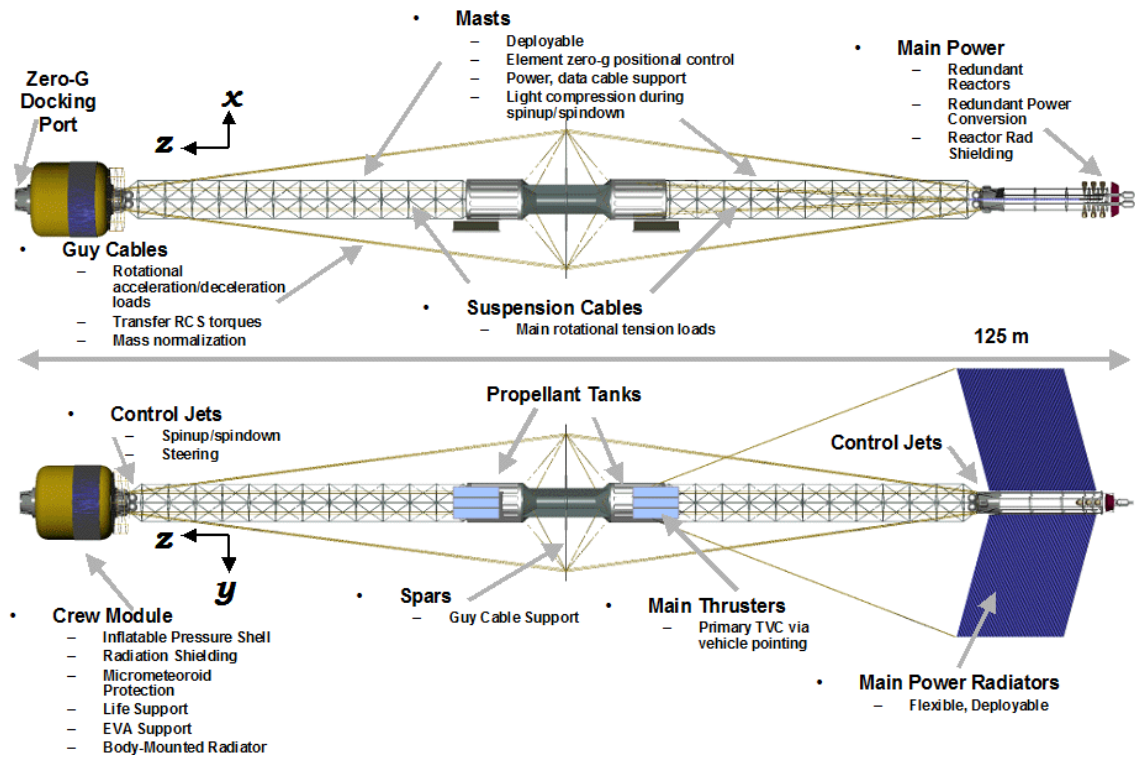 • Masts
– Deployable
– Element zero-g positional control
– Power, data cable support
– Light compression during
spinup/spindown
• Main Power
– Redundant
Reactors
– Redundant Power
Conversion
– Reactor Rad
Shielding
Zero-G
Docking
Port
x
z
• Guy Cables
– Rotational
acceleration/deceleration
loads
– Transfer RCS torques
– Mass normalization
• Suspension Cables
– Main rotational tension loads
125 m
• Control Jets
– Spinup/spindown
– Steering
Propellant Tanks
Control Jets
z
y
• Crew Module
– Inflatable Pressure Shell
– Radiation Shielding
– Micrometeoroid
Protection
– Life Support
– EVA Support
– Body-Mounted Radiator
• Spars
– Guy Cable Support
• Main Thrusters
– Primary TVC via
vehicle pointing
• Main Power Radiators
– Flexible, Deployable